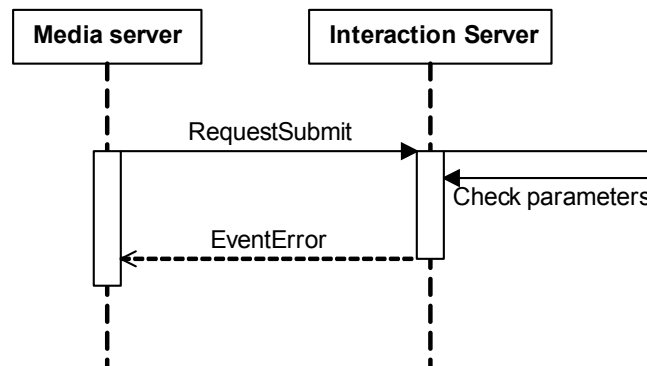 Media server
Interaction Server
RequestSubmit
Check parameters
EventError